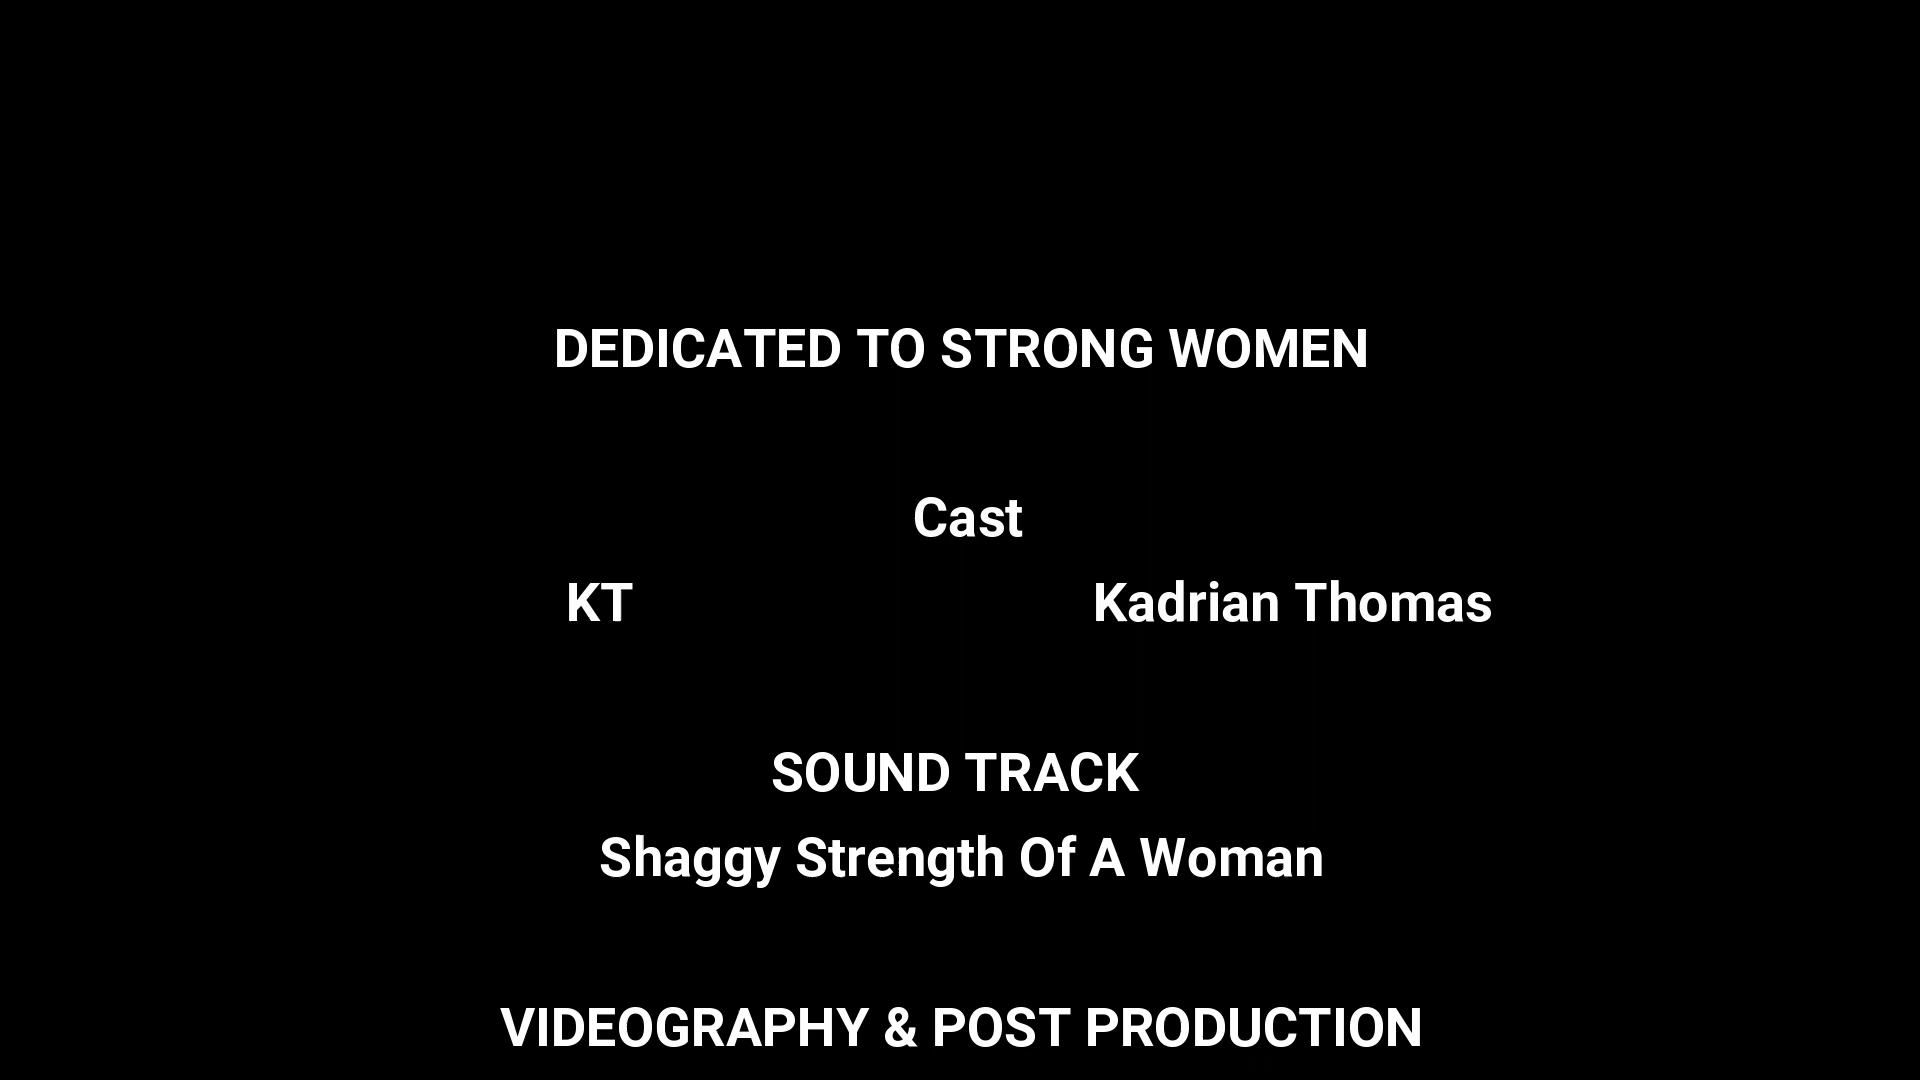 DEDICATED TO STRONG WOMEN
Cast
KT Kadrian Thomas
SOUND TRACK
Shaggy Strength Of A Woman
VIDEOGRAPHY & POST PRODUCTION